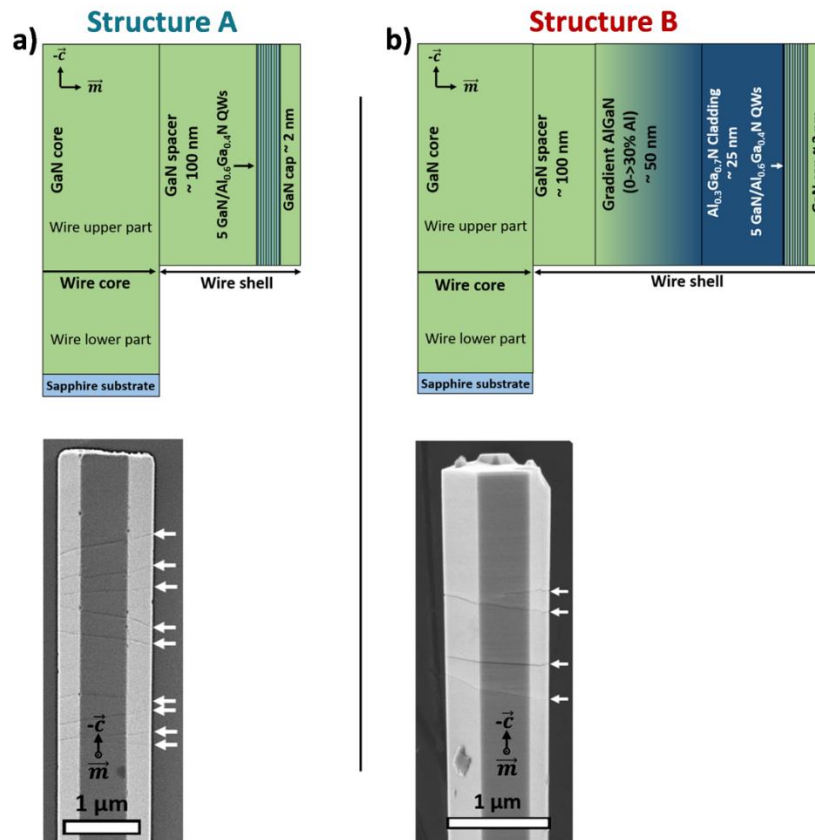 Structure A
a)
-c⃗
m⃗
GaN core
GaN spacer
~ 100 nm
5 GaN/Al₀.₆Ga₀.₄N QWs
GaN cap ~ 2 nm
Wire upper part
Wire core
Wire shell
Wire lower part
Sapphire substrate
-c⃗
m⃗
1 µm
Structure B
b)
-c⃗
m⃗
GaN core
GaN spacer
~ 100 nm
Gradient AlGaN
(0->30% Al)
~ 50 nm
Al₀.₃Ga₀.₇N Cladding
~ 25 nm
5 GaN/Al₀.₆Ga₀.₄N QWs
Wire upper part
Wire core
Wire shell
Wire lower part
Sapphire substrate
-c⃗
m⃗
1 µm